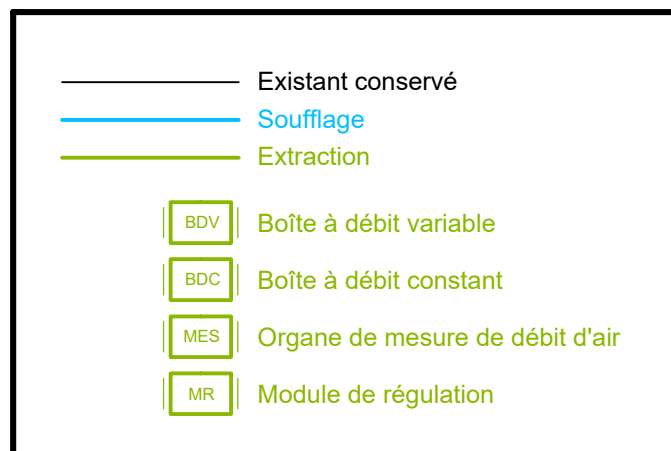 Existant conservé
Soufflage
Extraction
BDV Boîte à débit variable
BDC Boîte à débit constant
MES Organe de mesure de débit d'air
MR Module de régulation